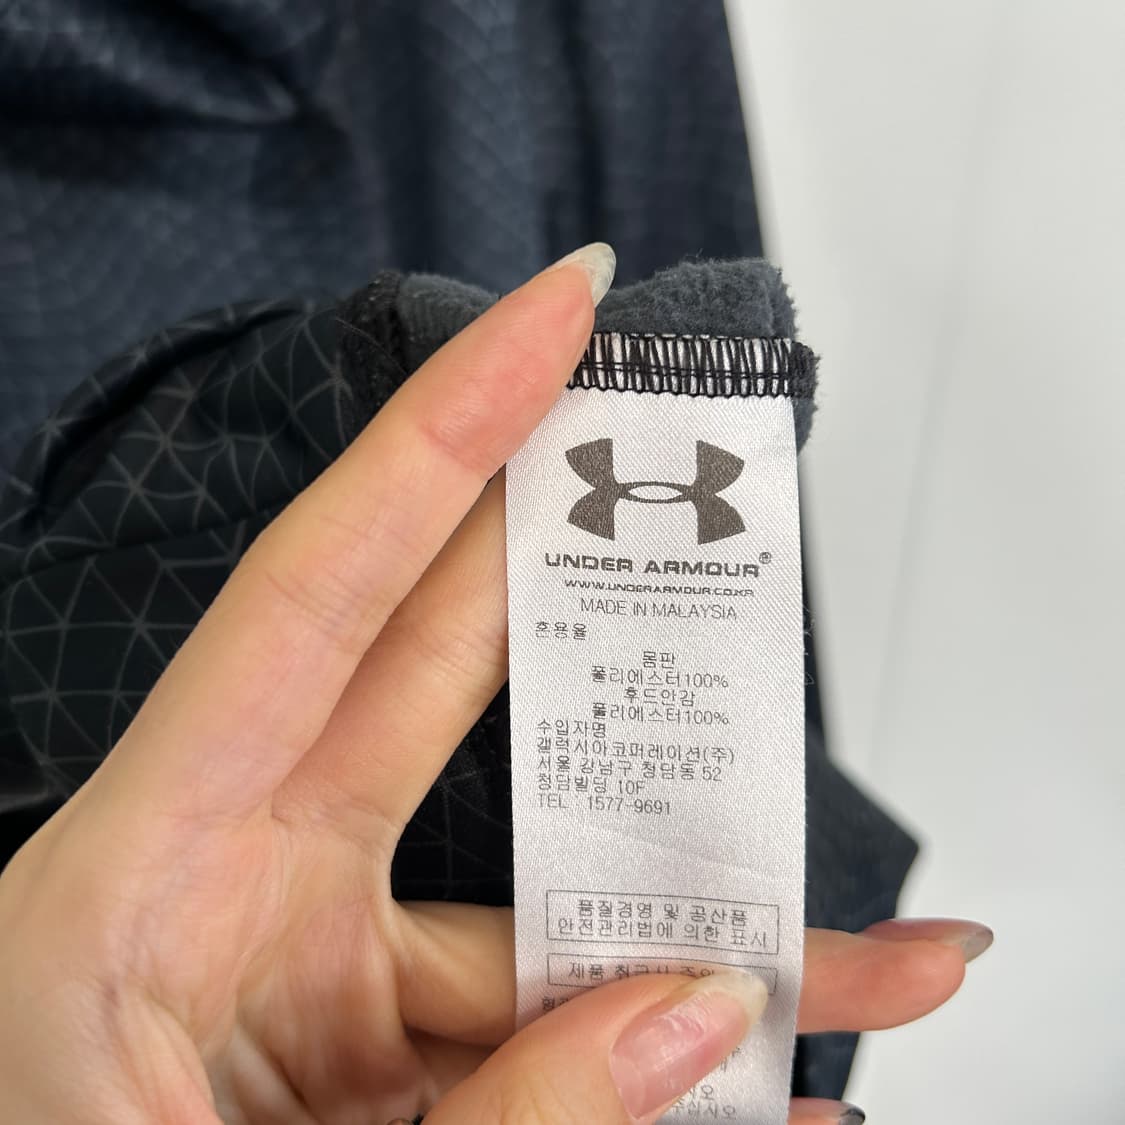 UNDER ARMOUR®
WWW.UNDERARMOUR.CO.KR
MADE IN MALAYSIA
혼용율
몸판
폴리에스터100%
후드안감
폴리에스터100%
수입자명
갤럭시아코퍼레이션(주)
서울 강남구 청담동 52
청담빌딩 10F
TEL 1577-9691
품질경영 및 공산품
안전관리법에 의한 표시
제품